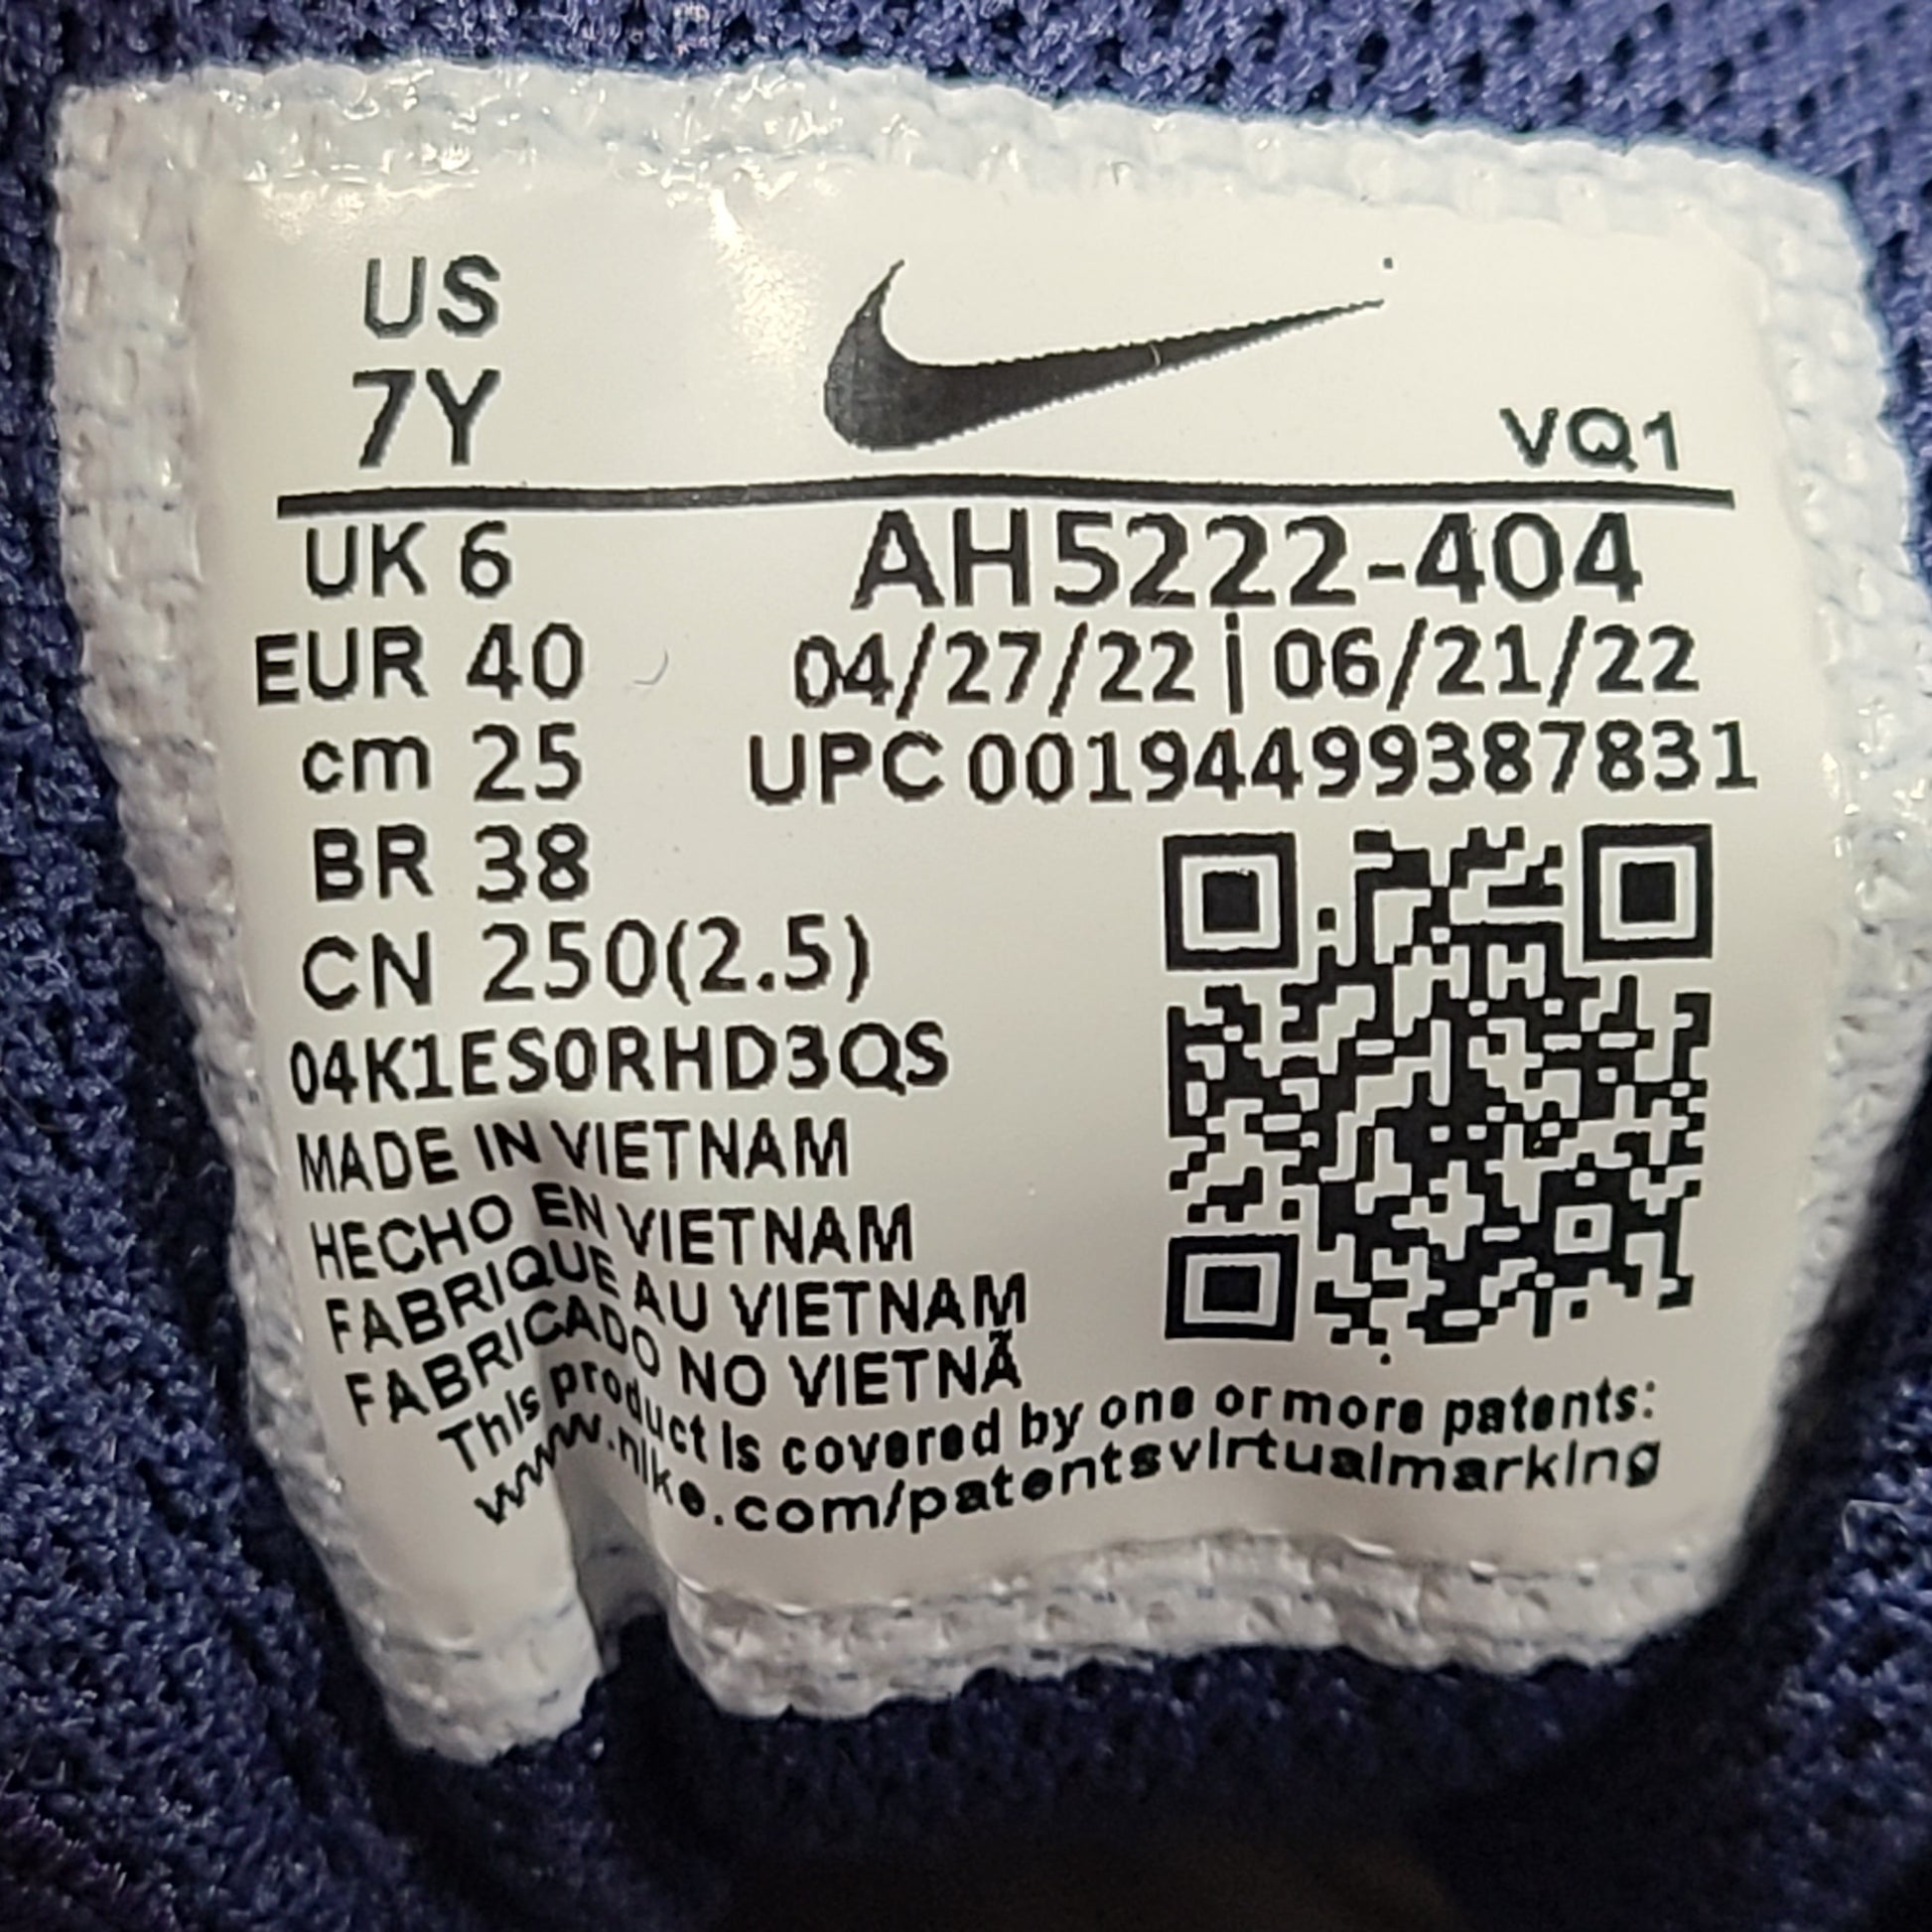 US
7Y
VQ1
UK 6
AH5222-404
EUR 40
04/27/22 | 06/21/22
cm 25
UPC 00194499387831
BR 38
CN 250(2.5)
04K1ES0RHD3QS
MADE IN VIETNAM
HECHO EN VIETNAM
FABRIQUE AU VIETNAM
FABRICADO NO VIETNÃ
This product is covered by one or more patents:
www.nike.com/patentsvirtualmarking